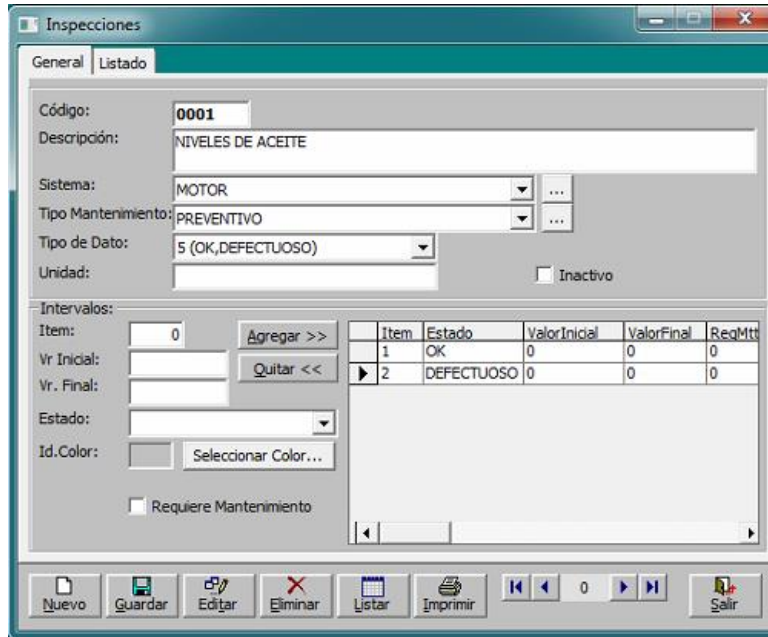 Inspecciones
General Listado
Código: 0001
Descripción: NIVELES DE ACEITE
Sistema: MOTOR ...
Tipo Mantenimiento: PREVENTIVO ...
Tipo de Dato: 5 (OK,DEFECTUOSO)
Unidad: Inactivo
Intervalos:
Item: 0 Agregar >>
Vr Inicial: Quitar <<
Vr. Final:
Estado:
Id.Color: Seleccionar Color...
Requiere Mantenimiento
Item Estado ValorInicial ValorFinal ReqMtt
1 OK 0 0 0
2 DEFECTUOSO 0 0 0
Nuevo Guardar Editar Eliminar Listar Imprimir 0 Salir